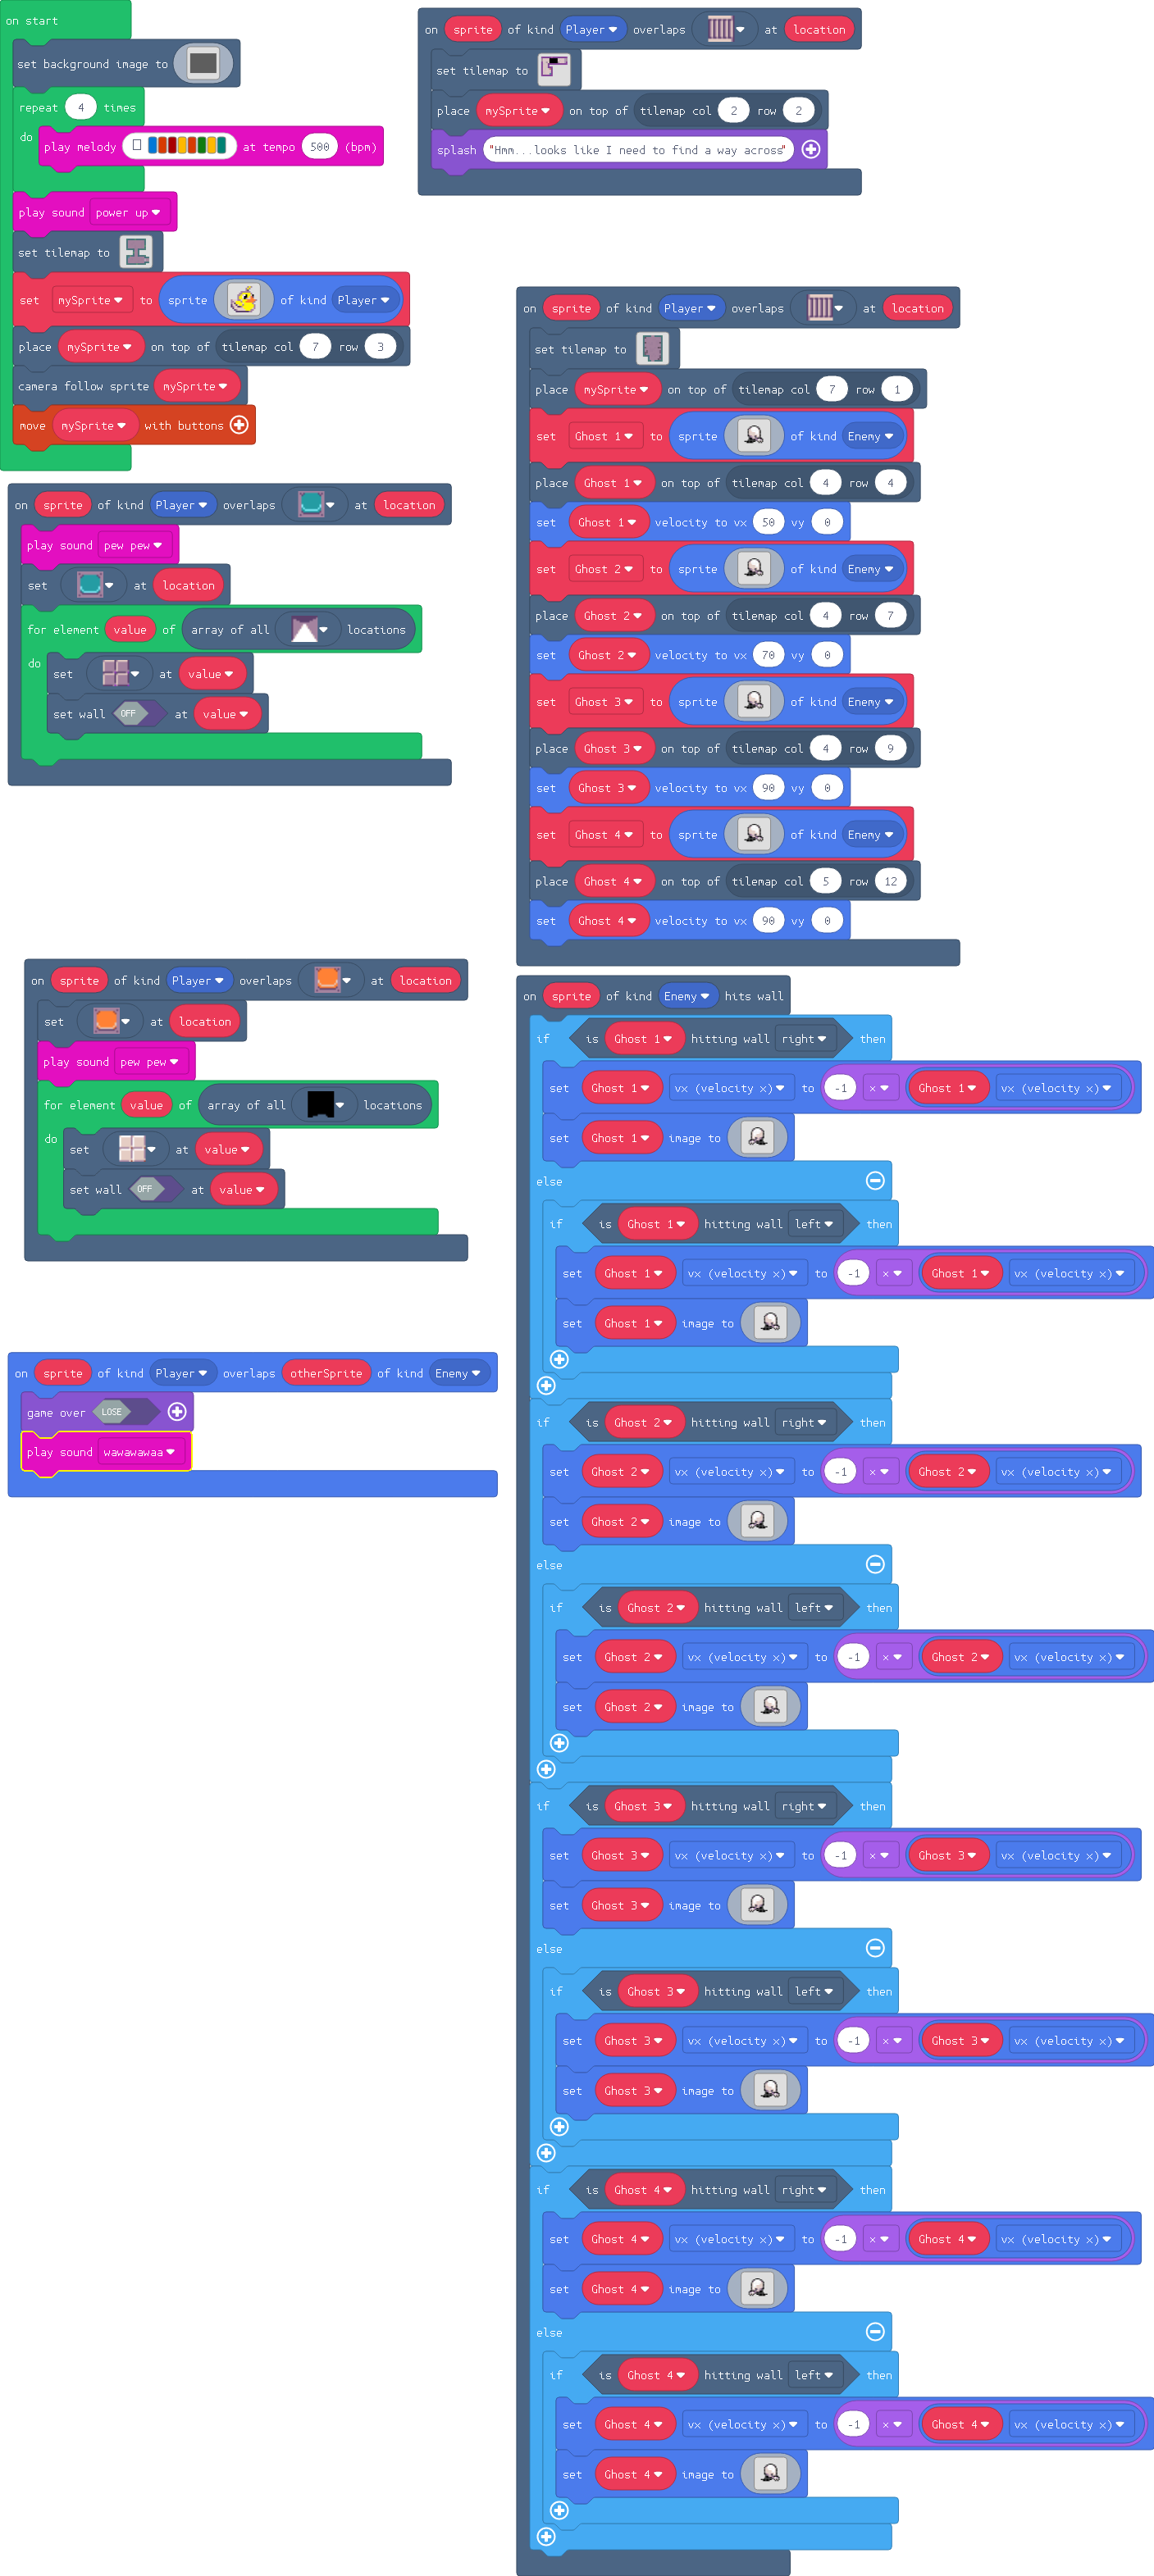 on start
set background image to
repeat 4 times
do
play melody at tempo 500 (bpm)
play sound power up
set tilemap to
set mySprite to sprite of kind Player
place mySprite on top of tilemap col 7 row 3
camera follow sprite mySprite
move mySprite with buttons
on sprite of kind Player overlaps at location
play sound pew pew
set at location
for element value of array of all locations
do
set at value
set wall OFF at value
on sprite of kind Player overlaps at location
set at location
play sound pew pew
for element value of array of all locations
do
set at value
set wall OFF at value
on sprite of kind Player overlaps otherSprite of kind Enemy
game over LOSE
play sound wawawawaa
on sprite of kind Player overlaps at location
set tilemap to
place mySprite on top of tilemap col 2 row 2
splash "Hmm...looks like I need to find a way across"
on sprite of kind Player overlaps at location
set tilemap to
place mySprite on top of tilemap col 7 row 1
set Ghost 1 to sprite of kind Enemy
place Ghost 1 on top of tilemap col 4 row 4
set Ghost 1 velocity to vx 50 vy 0
set Ghost 2 to sprite of kind Enemy
place Ghost 2 on top of tilemap col 4 row 7
set Ghost 2 velocity to vx 70 vy 0
set Ghost 3 to sprite of kind Enemy
place Ghost 3 on top of tilemap col 4 row 9
set Ghost 3 velocity to vx 90 vy 0
set Ghost 4 to sprite of kind Enemy
place Ghost 4 on top of tilemap col 5 row 12
set Ghost 4 velocity to vx 90 vy 0
on sprite of kind Enemy hits wall
if is Ghost 1 hitting wall right then
set Ghost 1 vx (velocity x) to -1 × Ghost 1 vx (velocity x)
set Ghost 1 image to
else
if is Ghost 1 hitting wall left then
set Ghost 1 vx (velocity x) to -1 × Ghost 1 vx (velocity x)
set Ghost 1 image to
if is Ghost 2 hitting wall right then
set Ghost 2 vx (velocity x) to -1 × Ghost 2 vx (velocity x)
set Ghost 2 image to
else
if is Ghost 2 hitting wall left then
set Ghost 2 vx (velocity x) to -1 × Ghost 2 vx (velocity x)
set Ghost 2 image to
if is Ghost 3 hitting wall right then
set Ghost 3 vx (velocity x) to -1 × Ghost 3 vx (velocity x)
set Ghost 3 image to
else
if is Ghost 3 hitting wall left then
set Ghost 3 vx (velocity x) to -1 × Ghost 3 vx (velocity x)
set Ghost 3 image to
if is Ghost 4 hitting wall right then
set Ghost 4 vx (velocity x) to -1 × Ghost 4 vx (velocity x)
set Ghost 4 image to
else
if is Ghost 4 hitting wall left then
set Ghost 4 vx (velocity x) to -1 × Ghost 4 vx (velocity x)
set Ghost 4 image to